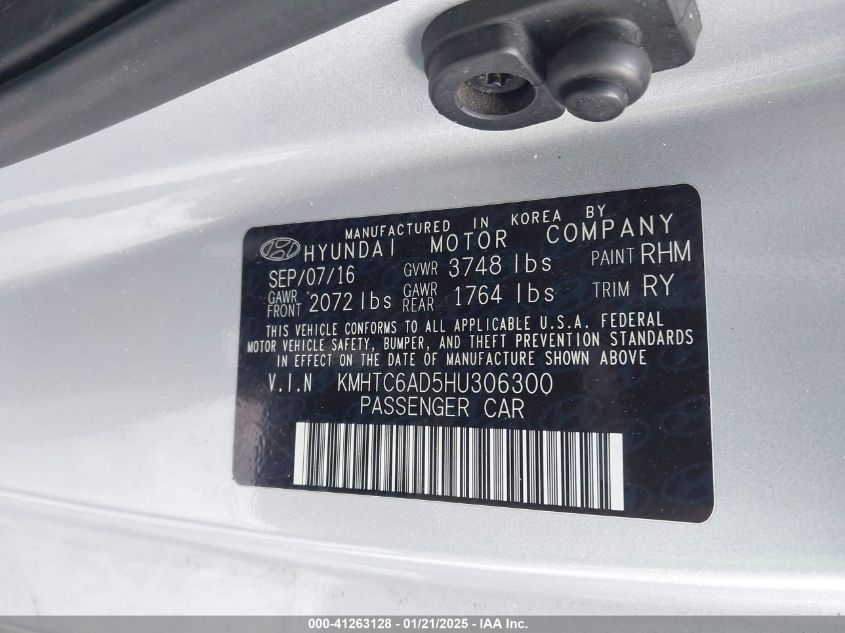 MANUFACTURED IN KOREA BY
HYUNDAI MOTOR COMPANY
SEP/07/16 GVWR 3748 lbs PAINT RHM
GAWR FRONT 2072 lbs GAWR REAR 1764 lbs TRIM RY
THIS VEHICLE CONFORMS TO ALL APPLICABLE U.S.A. FEDERAL
MOTOR VEHICLE SAFETY, BUMPER, AND THEFT PREVENTION STANDARDS
IN EFFECT ON THE DATE OF MANUFACTURE SHOWN ABOVE
V.I.N KMHTC6AD5HU306300
PASSENGER CAR
000-41263128 - 01/21/2025 - IAA Inc.